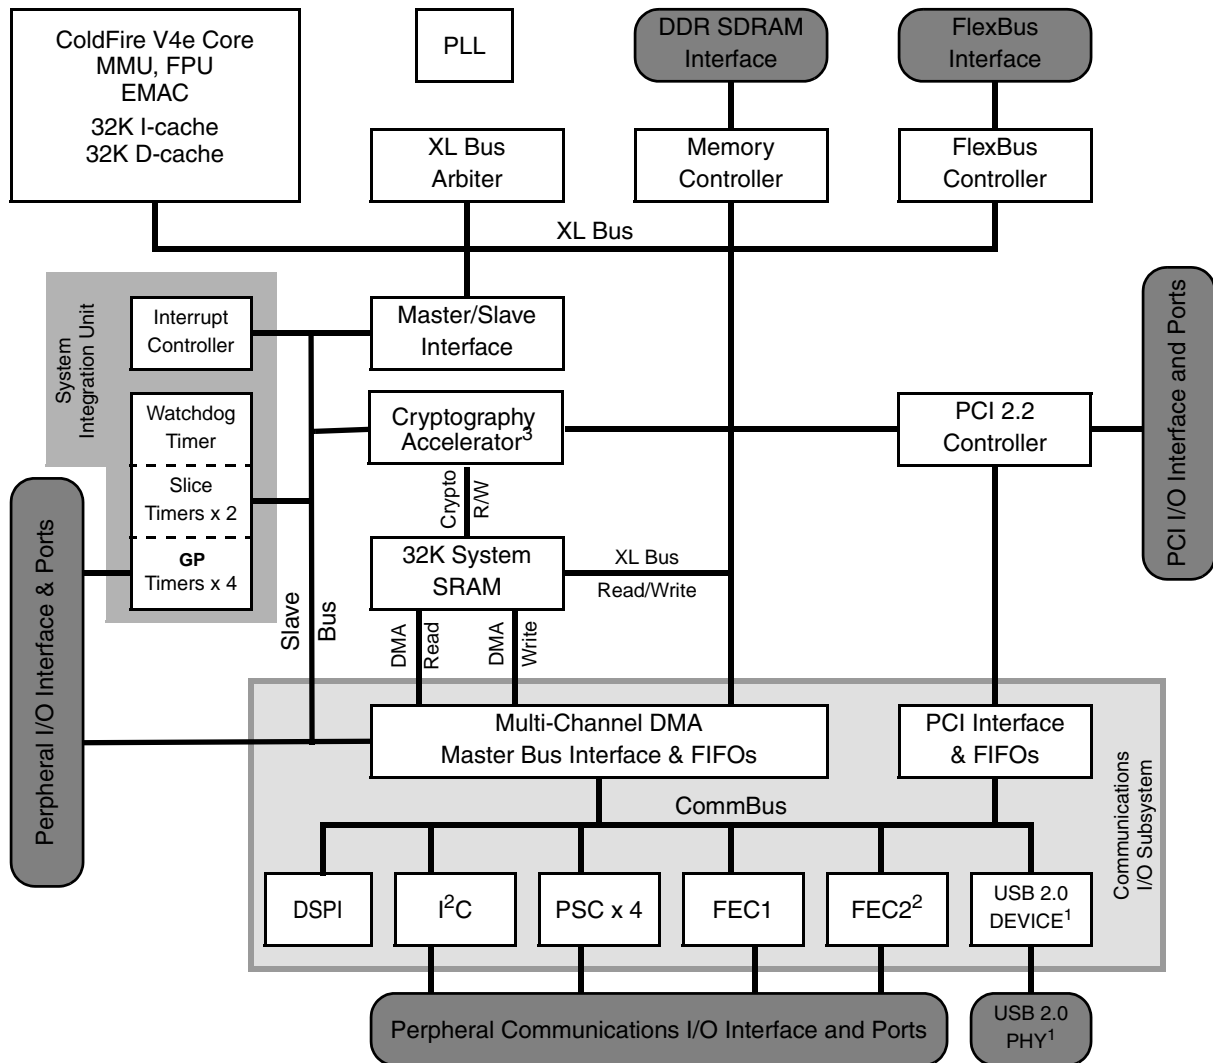 ColdFire V4e Core
MMU, FPU
EMAC
32K I-cache
32K D-cache
PLL
DDR SDRAM
Interface
FlexBus
Interface
XL Bus
Arbiter
Memory
Controller
FlexBus
Controller
XL Bus
System
Integration Unit
Interrupt
Controller
Master/Slave
Interface
PCI I/O Interface and Ports
Watchdog
Timer
Slice
Timers x 2
GP
Timers x 4
Cryptography
Accelerator³
PCI 2.2
Controller
Crypto
R/W
Perpheral I/O Interface & Ports
32K System
SRAM
XL Bus
Read/Write
Slave
Bus
DMA
Read
DMA
Write
Multi-Channel DMA
Master Bus Interface & FIFOs
PCI Interface
& FIFOs
Communications
I/O Subsystem
CommBus
DSPI
I²C
PSC x 4
FEC1
FEC2²
USB 2.0
DEVICE¹
Perpheral Communications I/O Interface and Ports
USB 2.0
PHY¹